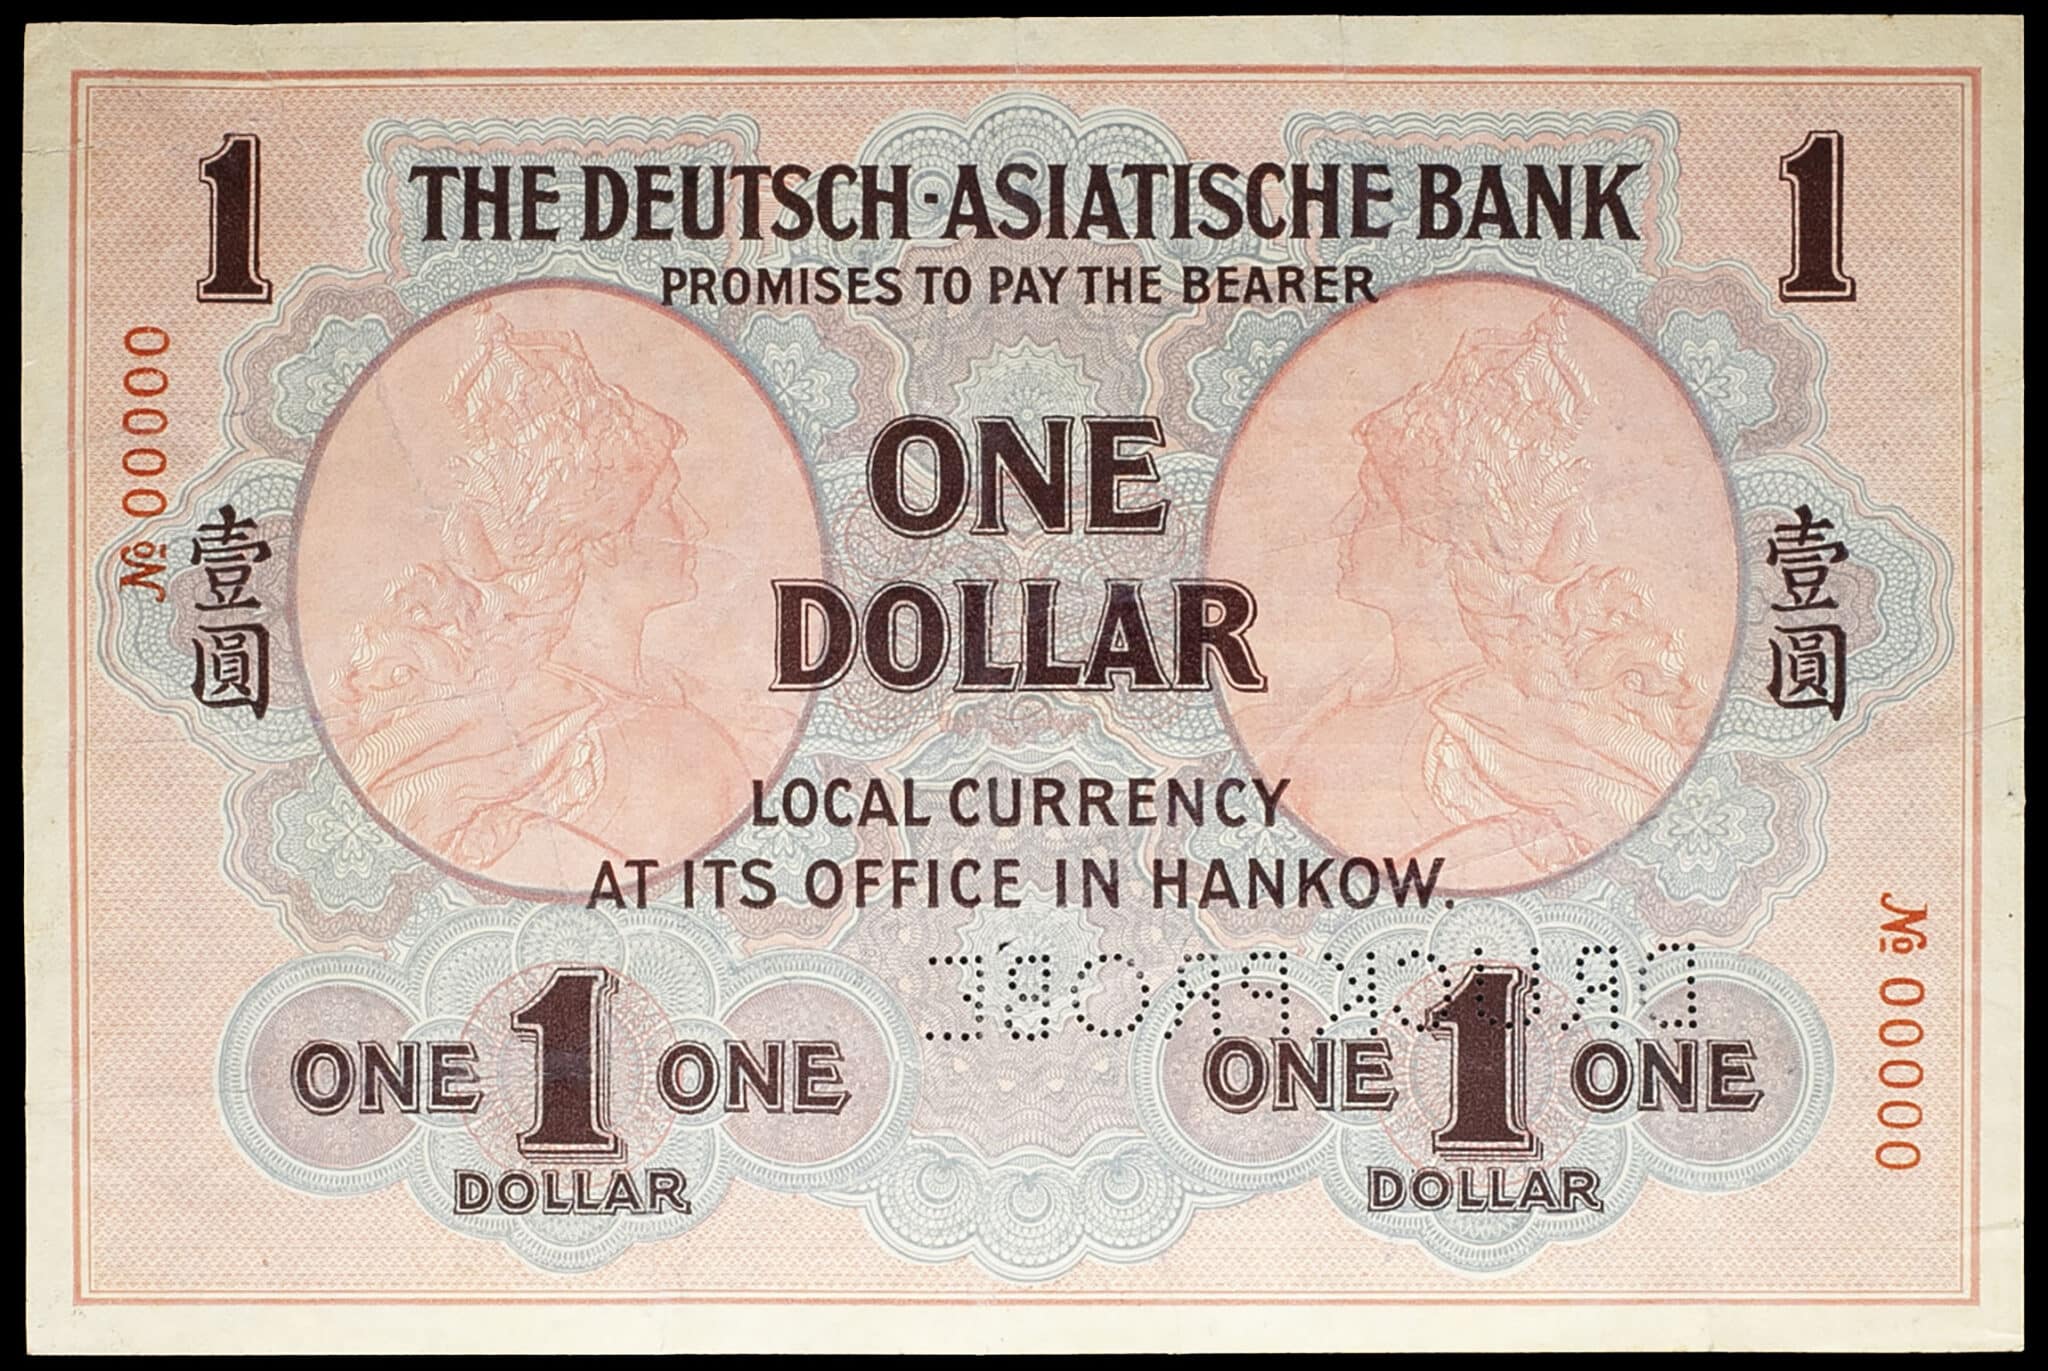 1 THE DEUTSCH-ASIATISCHE BANK 1
PROMISES TO PAY THE BEARER
№ 000000
壹圓
ONE
DOLLAR
壹圓
LOCAL CURRENCY
AT ITS OFFICE IN HANKOW.
DRUCKPROBE
№ 000000
ONE 1 ONE
DOLLAR
ONE 1 ONE
DOLLAR